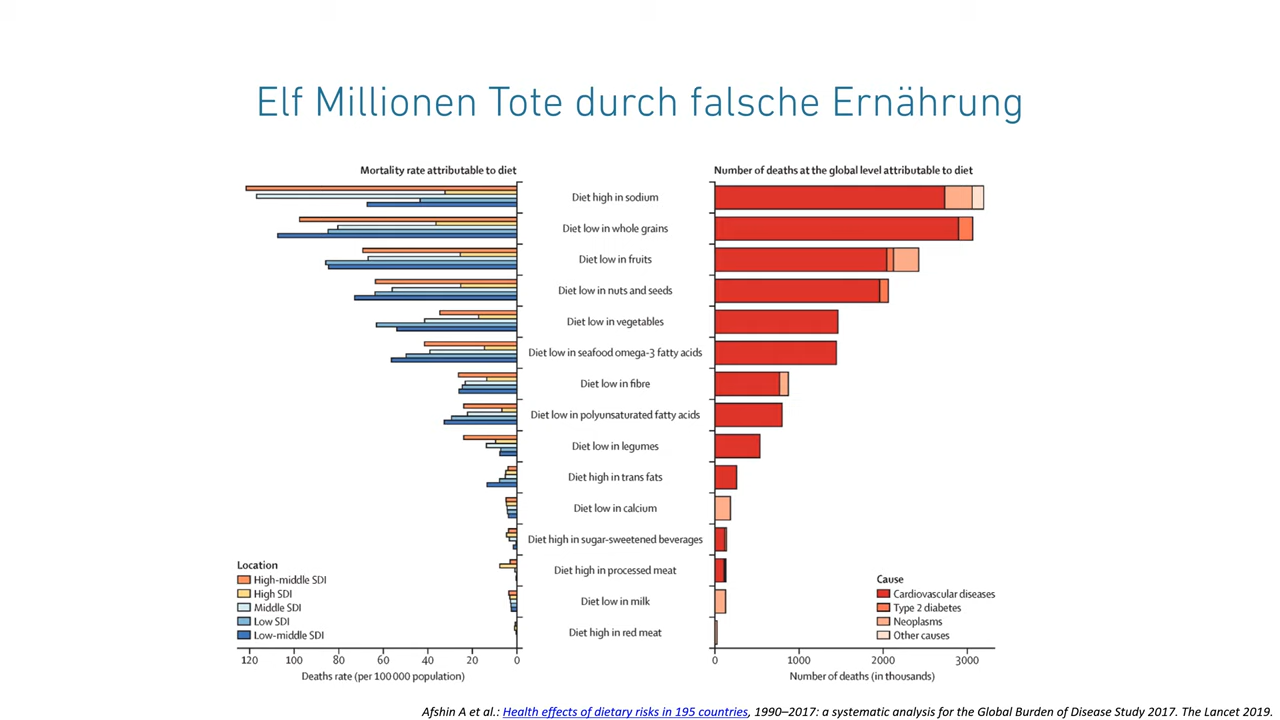 Elf Millionen Tote durch falsche Ernährung
Mortality rate attributable to diet
Number of deaths at the global level attributable to diet
Diet high in sodium
Diet low in whole grains
Diet low in fruits
Diet low in nuts and seeds
Diet low in vegetables
Diet low in seafood omega-3 fatty acids
Diet low in fibre
Diet low in polyunsaturated fatty acids
Diet low in legumes
Diet high in trans fats
Diet low in calcium
Diet high in sugar-sweetened beverages
Diet high in processed meat
Diet low in milk
Diet high in red meat
Location
High-middle SDI
High SDI
Middle SDI
Low SDI
Low-middle SDI
120 100 80 60 40 20 0
Deaths rate (per 100 000 population)
Cause
Cardiovascular diseases
Type 2 diabetes
Neoplasms
Other causes
0 1000 2000 3000
Number of deaths (in thousands)
Afshin A et al.: Health effects of dietary risks in 195 countries, 1990–2017: a systematic analysis for the Global Burden of Disease Study 2017. The Lancet 2019.